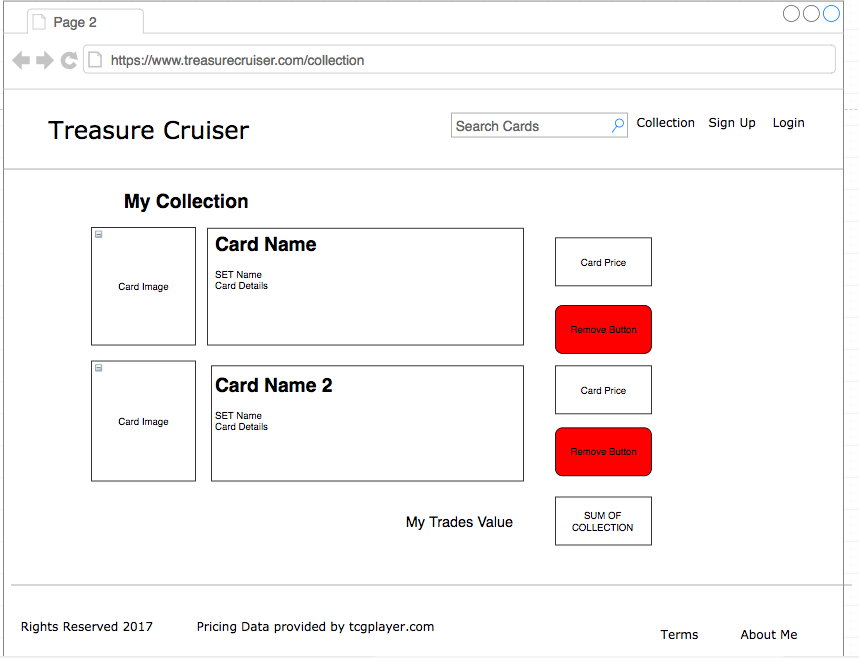 Page 2
https://www.treasurecruiser.com/collection
Treasure Cruiser
Search Cards
Collection
Sign Up
Login
My Collection
Card Image
Card Name
SET Name
Card Details
Card Price
Remove Button
Card Image
Card Name 2
SET Name
Card Details
Card Price
Remove Button
My Trades Value
SUM OF
COLLECTION
Rights Reserved 2017
Pricing Data provided by tcgplayer.com
Terms
About Me